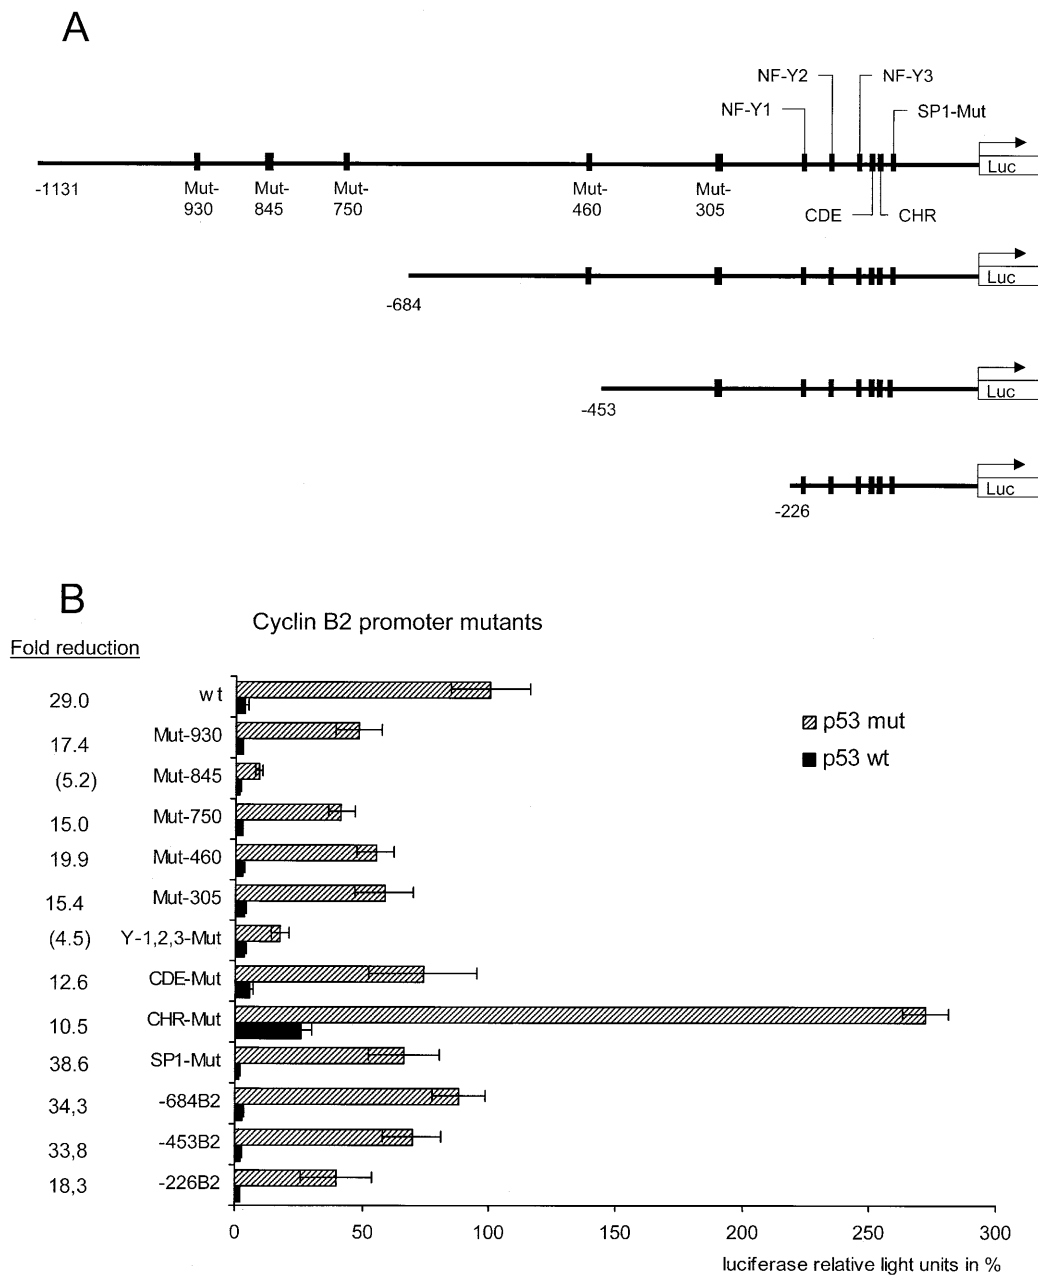 A
NF-Y2
NF-Y3
NF-Y1
SP1-Mut
Luc
-1131
Mut-
930
Mut-
845
Mut-
750
Mut-
460
Mut-
305
CDE
CHR
Luc
-684
Luc
-453
Luc
-226
B
Cyclin B2 promoter mutants
Fold reduction
29.0 wt
17.4 Mut-930
(5.2) Mut-845
15.0 Mut-750
19.9 Mut-460
15.4 Mut-305
(4.5) Y-1,2,3-Mut
12.6 CDE-Mut
10.5 CHR-Mut
38.6 SP1-Mut
34,3 -684B2
33,8 -453B2
18,3 -226B2
p53 mut
p53 wt
0 50 100 150 200 250 300
luciferase relative light units in %